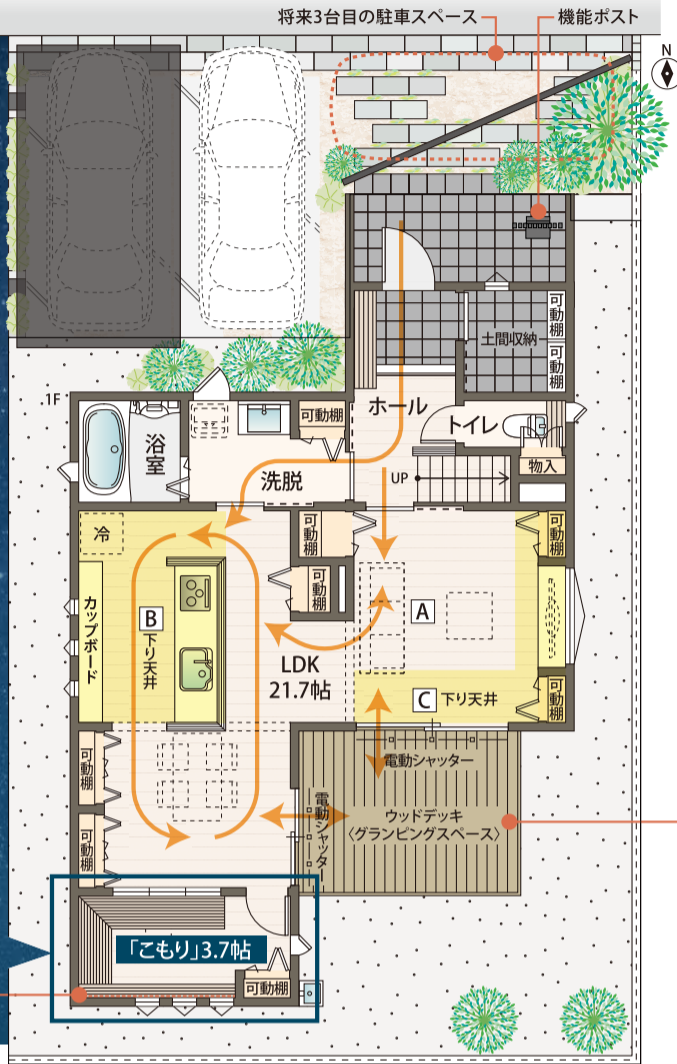 将来3台目の駐車スペース
機能ポスト
N
可動棚
土間収納
可動棚
1F
ホール
可動棚
トイレ
浴室
洗脱
UP
物入
冷
可動棚
可動棚
可動棚
カップボード
B
下り天井
A
LDK
21.7帖
C 下り天井
可動棚
可動棚
電動シャッター
電動シャッター
ウッドデッキ
〈グランピングスペース〉
可動棚
「こもり」3.7帖
可動棚